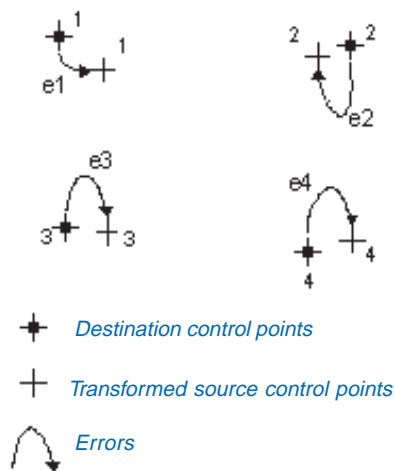 1
1
e1
2
2
e2
e3
3
3
e4
4
4
Destination control points
Transformed source control points
Errors